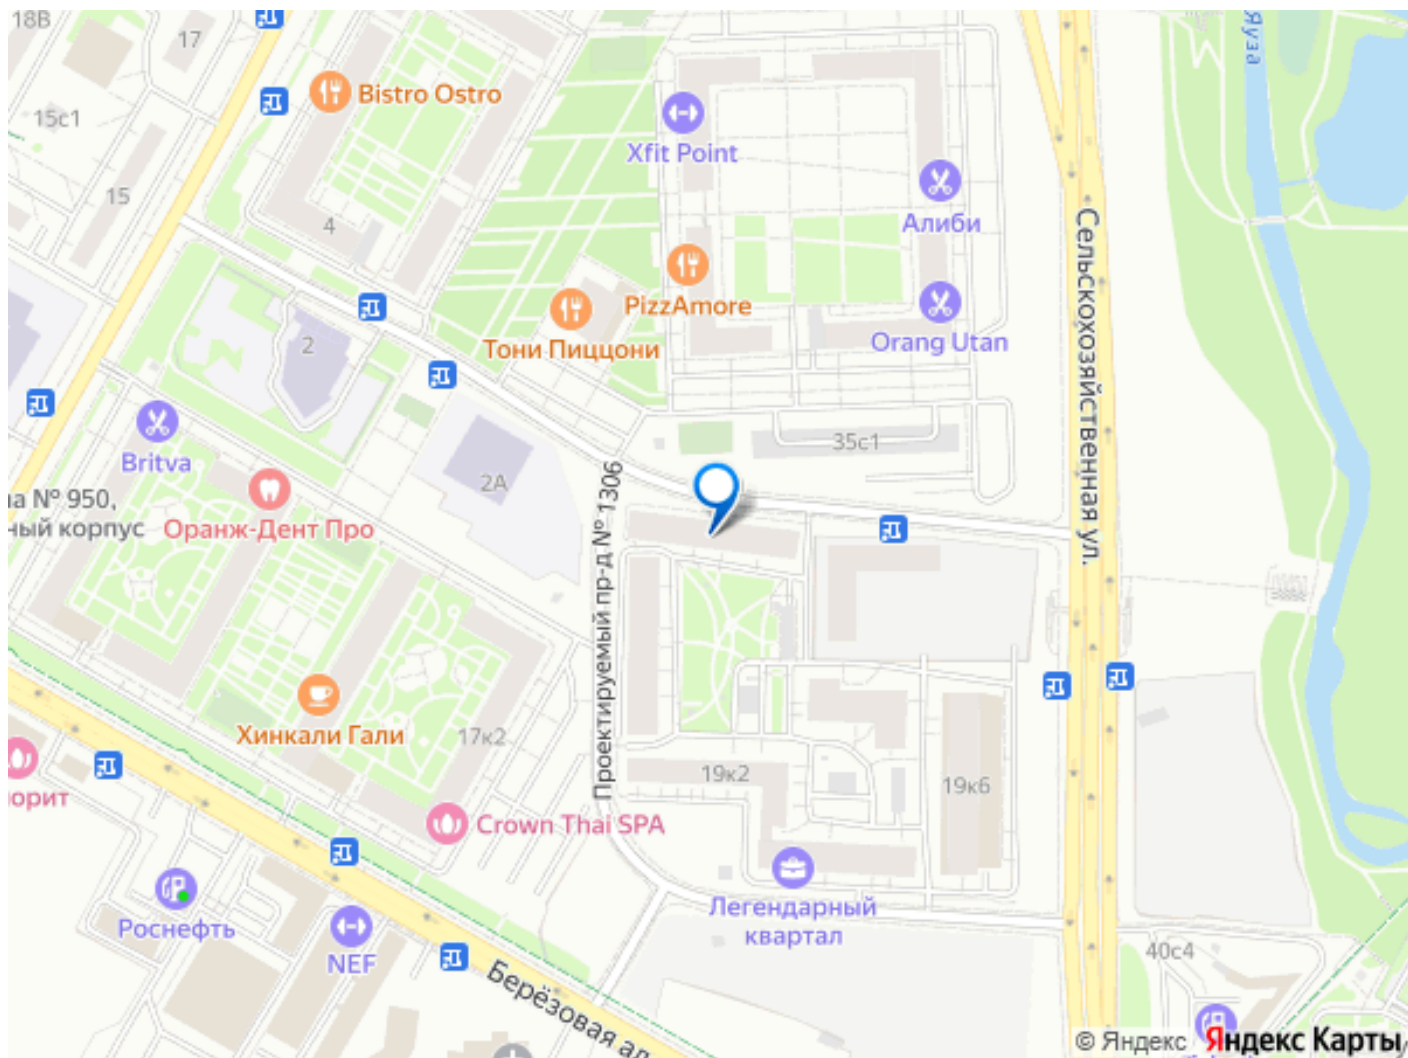 18В
17
Яуза
Bistro Ostro
15с1
Xfit Point
15
4
Алиби
Сельскохозяйственная ул.
PizzAmore
2
Тони Пиццони
Orang Utan
35с1
Britva
2А
Проектируемый пр-д № 1306
на № 950,
ный корпус
Оранж-Дент Про
Хинкали Гали
17к2
19к2
19к6
Crown Thai SPA
Роснефть
Легендарный
квартал
NEF
40с4
Берёзовая ал
© Яндекс Яндекс Карты